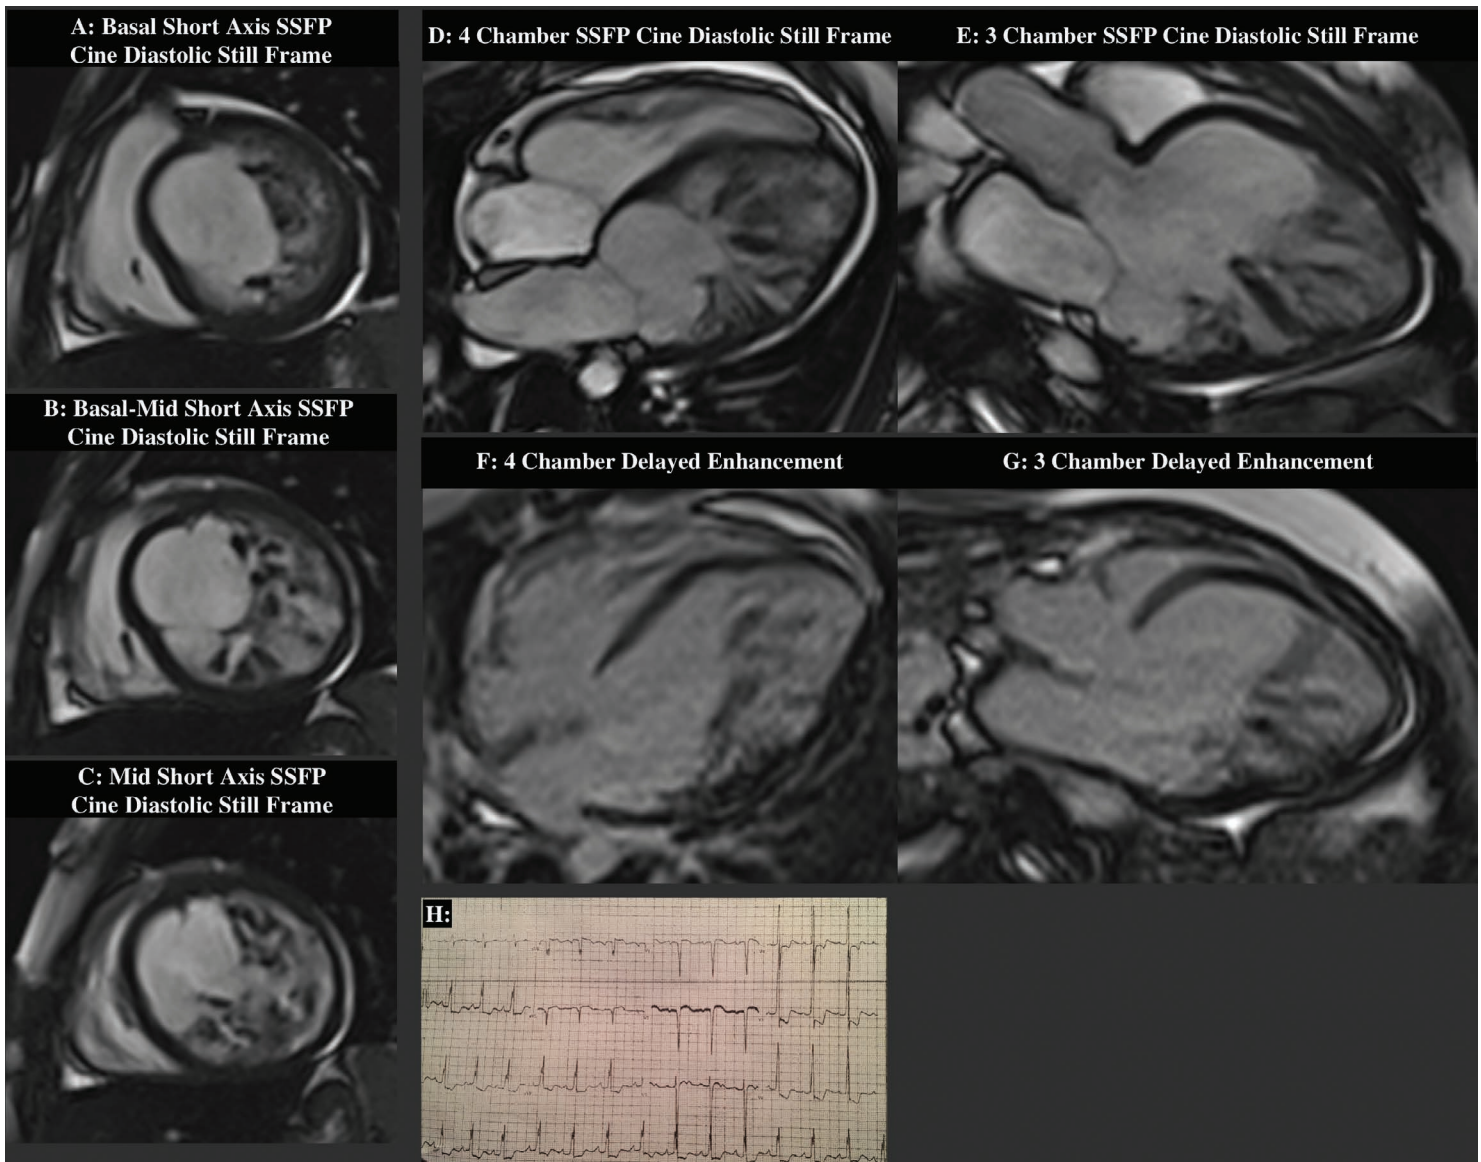 A: Basal Short Axis SSFP
Cine Diastolic Still Frame
B: Basal-Mid Short Axis SSFP
Cine Diastolic Still Frame
C: Mid Short Axis SSFP
Cine Diastolic Still Frame
D: 4 Chamber SSFP Cine Diastolic Still Frame
E: 3 Chamber SSFP Cine Diastolic Still Frame
F: 4 Chamber Delayed Enhancement
G: 3 Chamber Delayed Enhancement
H: